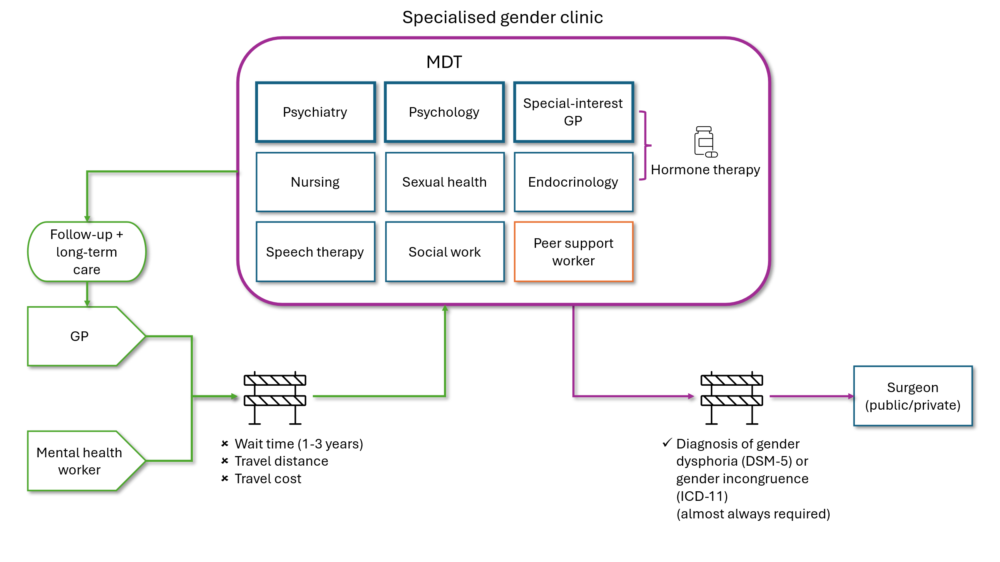 Specialised gender clinic
MDT
Psychiatry
Psychology
Special-interest
GP
Hormone therapy
Nursing
Sexual health
Endocrinology
Speech therapy
Social work
Peer support
worker
Follow-up +
long-term
care
GP
Mental health
worker
Wait time (1-3 years)
Travel distance
Travel cost
Diagnosis of gender
dysphoria (DSM-5) or
gender incongruence
(ICD-11)
(almost always required)
Surgeon
(public/private)